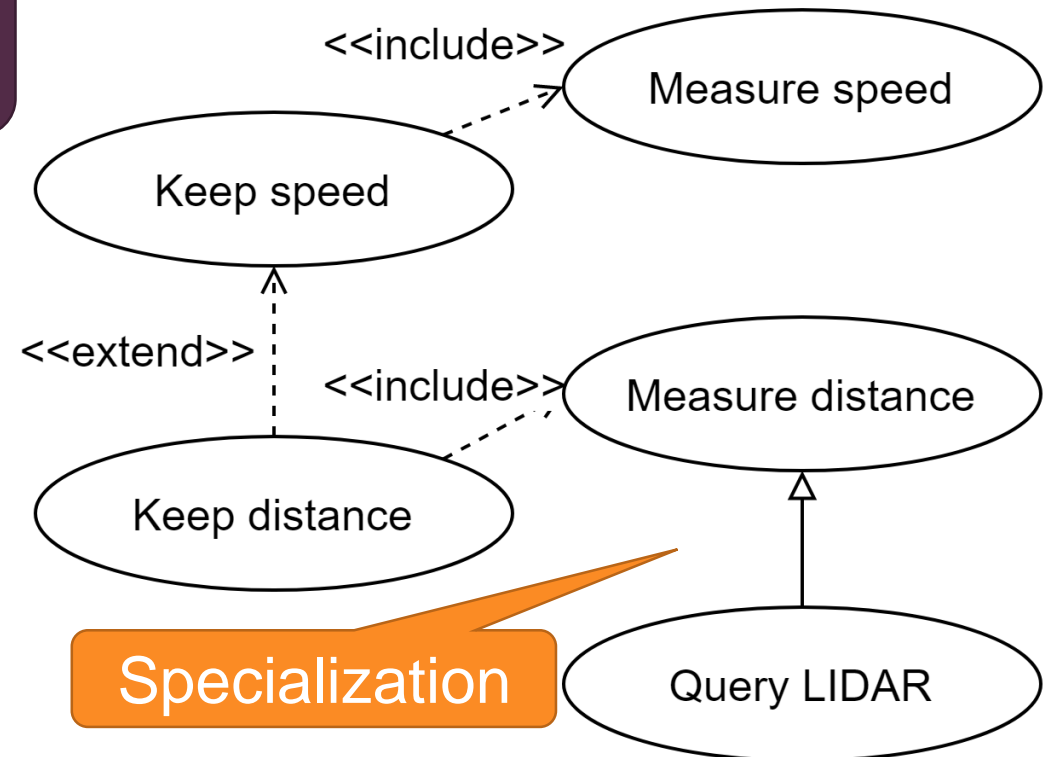 <<include>>
Measure speed
Keep speed
<<extend>>
<<include>>
Measure distance
Keep distance
Specialization
Query LIDAR